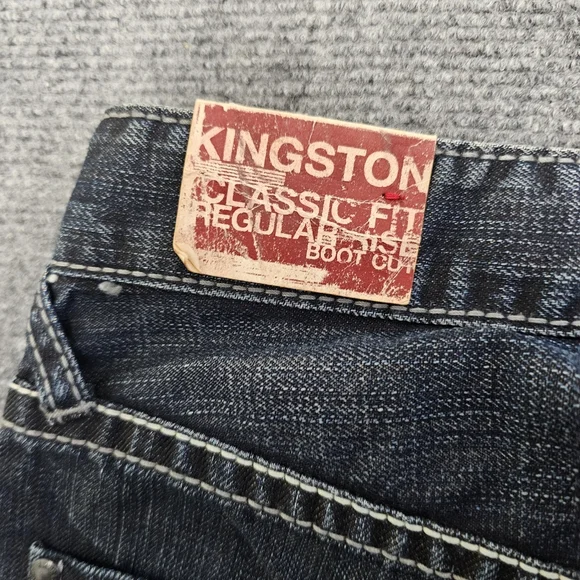 KINGSTON
CLASSIC FIT
REGULAR RISE
BOOT CUT